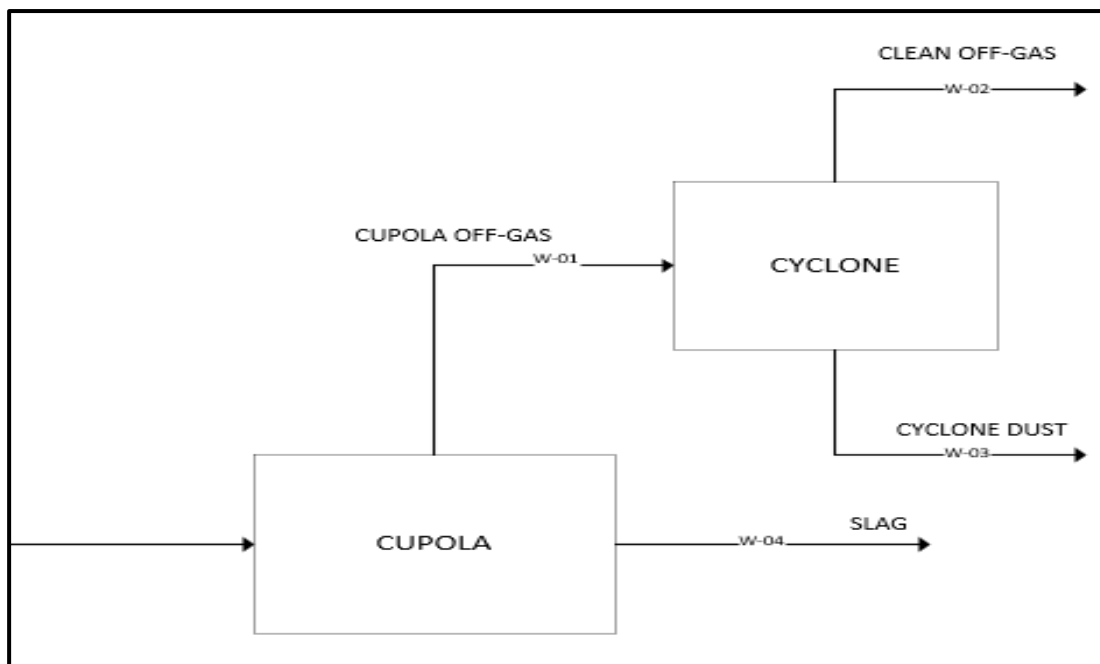 CLEAN OFF-GAS
W-02
CUPOLA OFF-GAS
W-01
CYCLONE
CYCLONE DUST
W-03
SLAG
W-04
CUPOLA